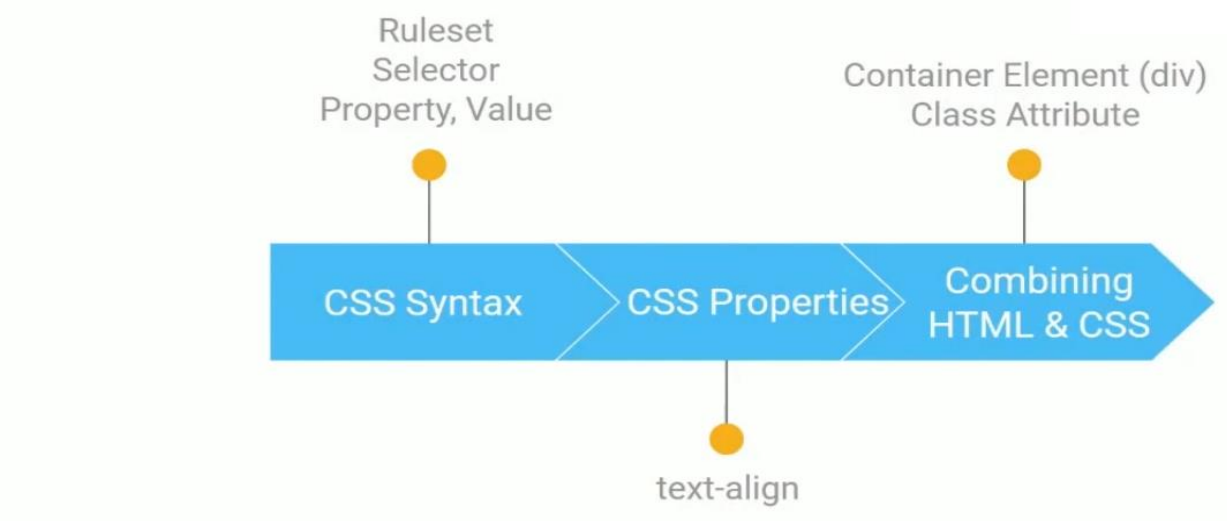 Ruleset
Selector
Property, Value
Container Element (div)
Class Attribute
CSS Syntax
CSS Properties
Combining
HTML & CSS
text-align